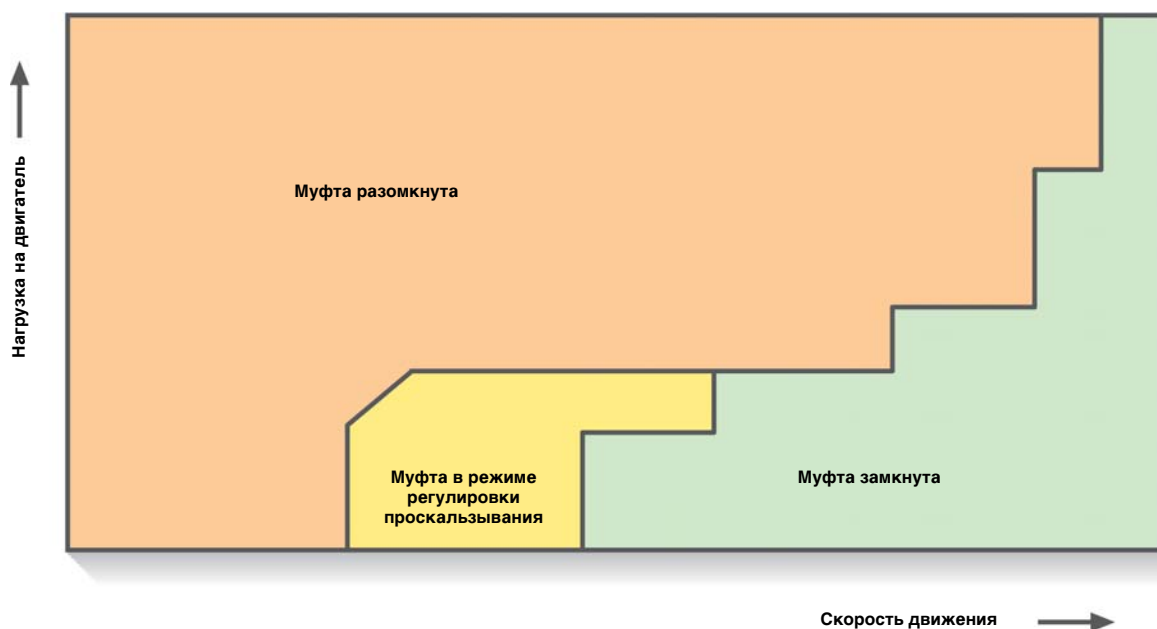 Нагрузка на двигатель
Муфта разомкнута
Муфта в режиме
регулировки
проскальзывания
Муфта замкнута
Скорость движения